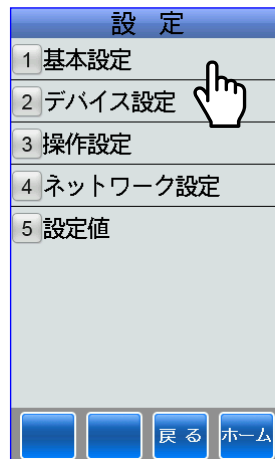 設 定
1 基本設定
2 デバイス設定
3 操作設定
4 ネットワーク設定
5 設定値
戻 る ホーム